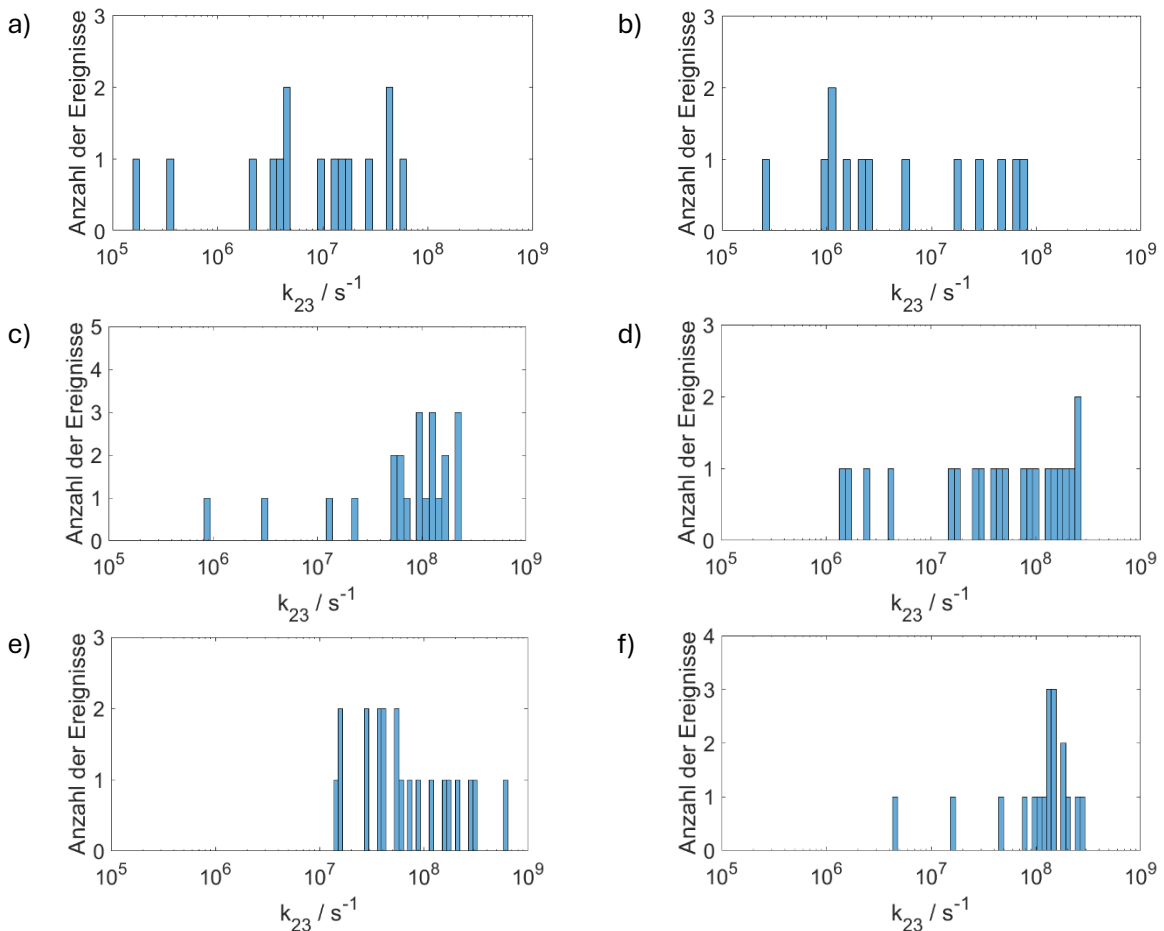 a)
3
2
1
0
Anzahl der Ereignisse
10^5 10^6 10^7 10^8 10^9
k_23 / s^-1
b)
3
2
1
0
Anzahl der Ereignisse
10^5 10^6 10^7 10^8 10^9
k_23 / s^-1
c)
5
4
3
2
1
0
Anzahl der Ereignisse
10^5 10^6 10^7 10^8 10^9
k_23 / s^-1
d)
3
2
1
0
Anzahl der Ereignisse
10^5 10^6 10^7 10^8 10^9
k_23 / s^-1
e)
3
2
1
0
Anzahl der Ereignisse
10^5 10^6 10^7 10^8 10^9
k_23 / s^-1
f)
4
3
2
1
0
Anzahl der Ereignisse
10^5 10^6 10^7 10^8 10^9
k_23 / s^-1